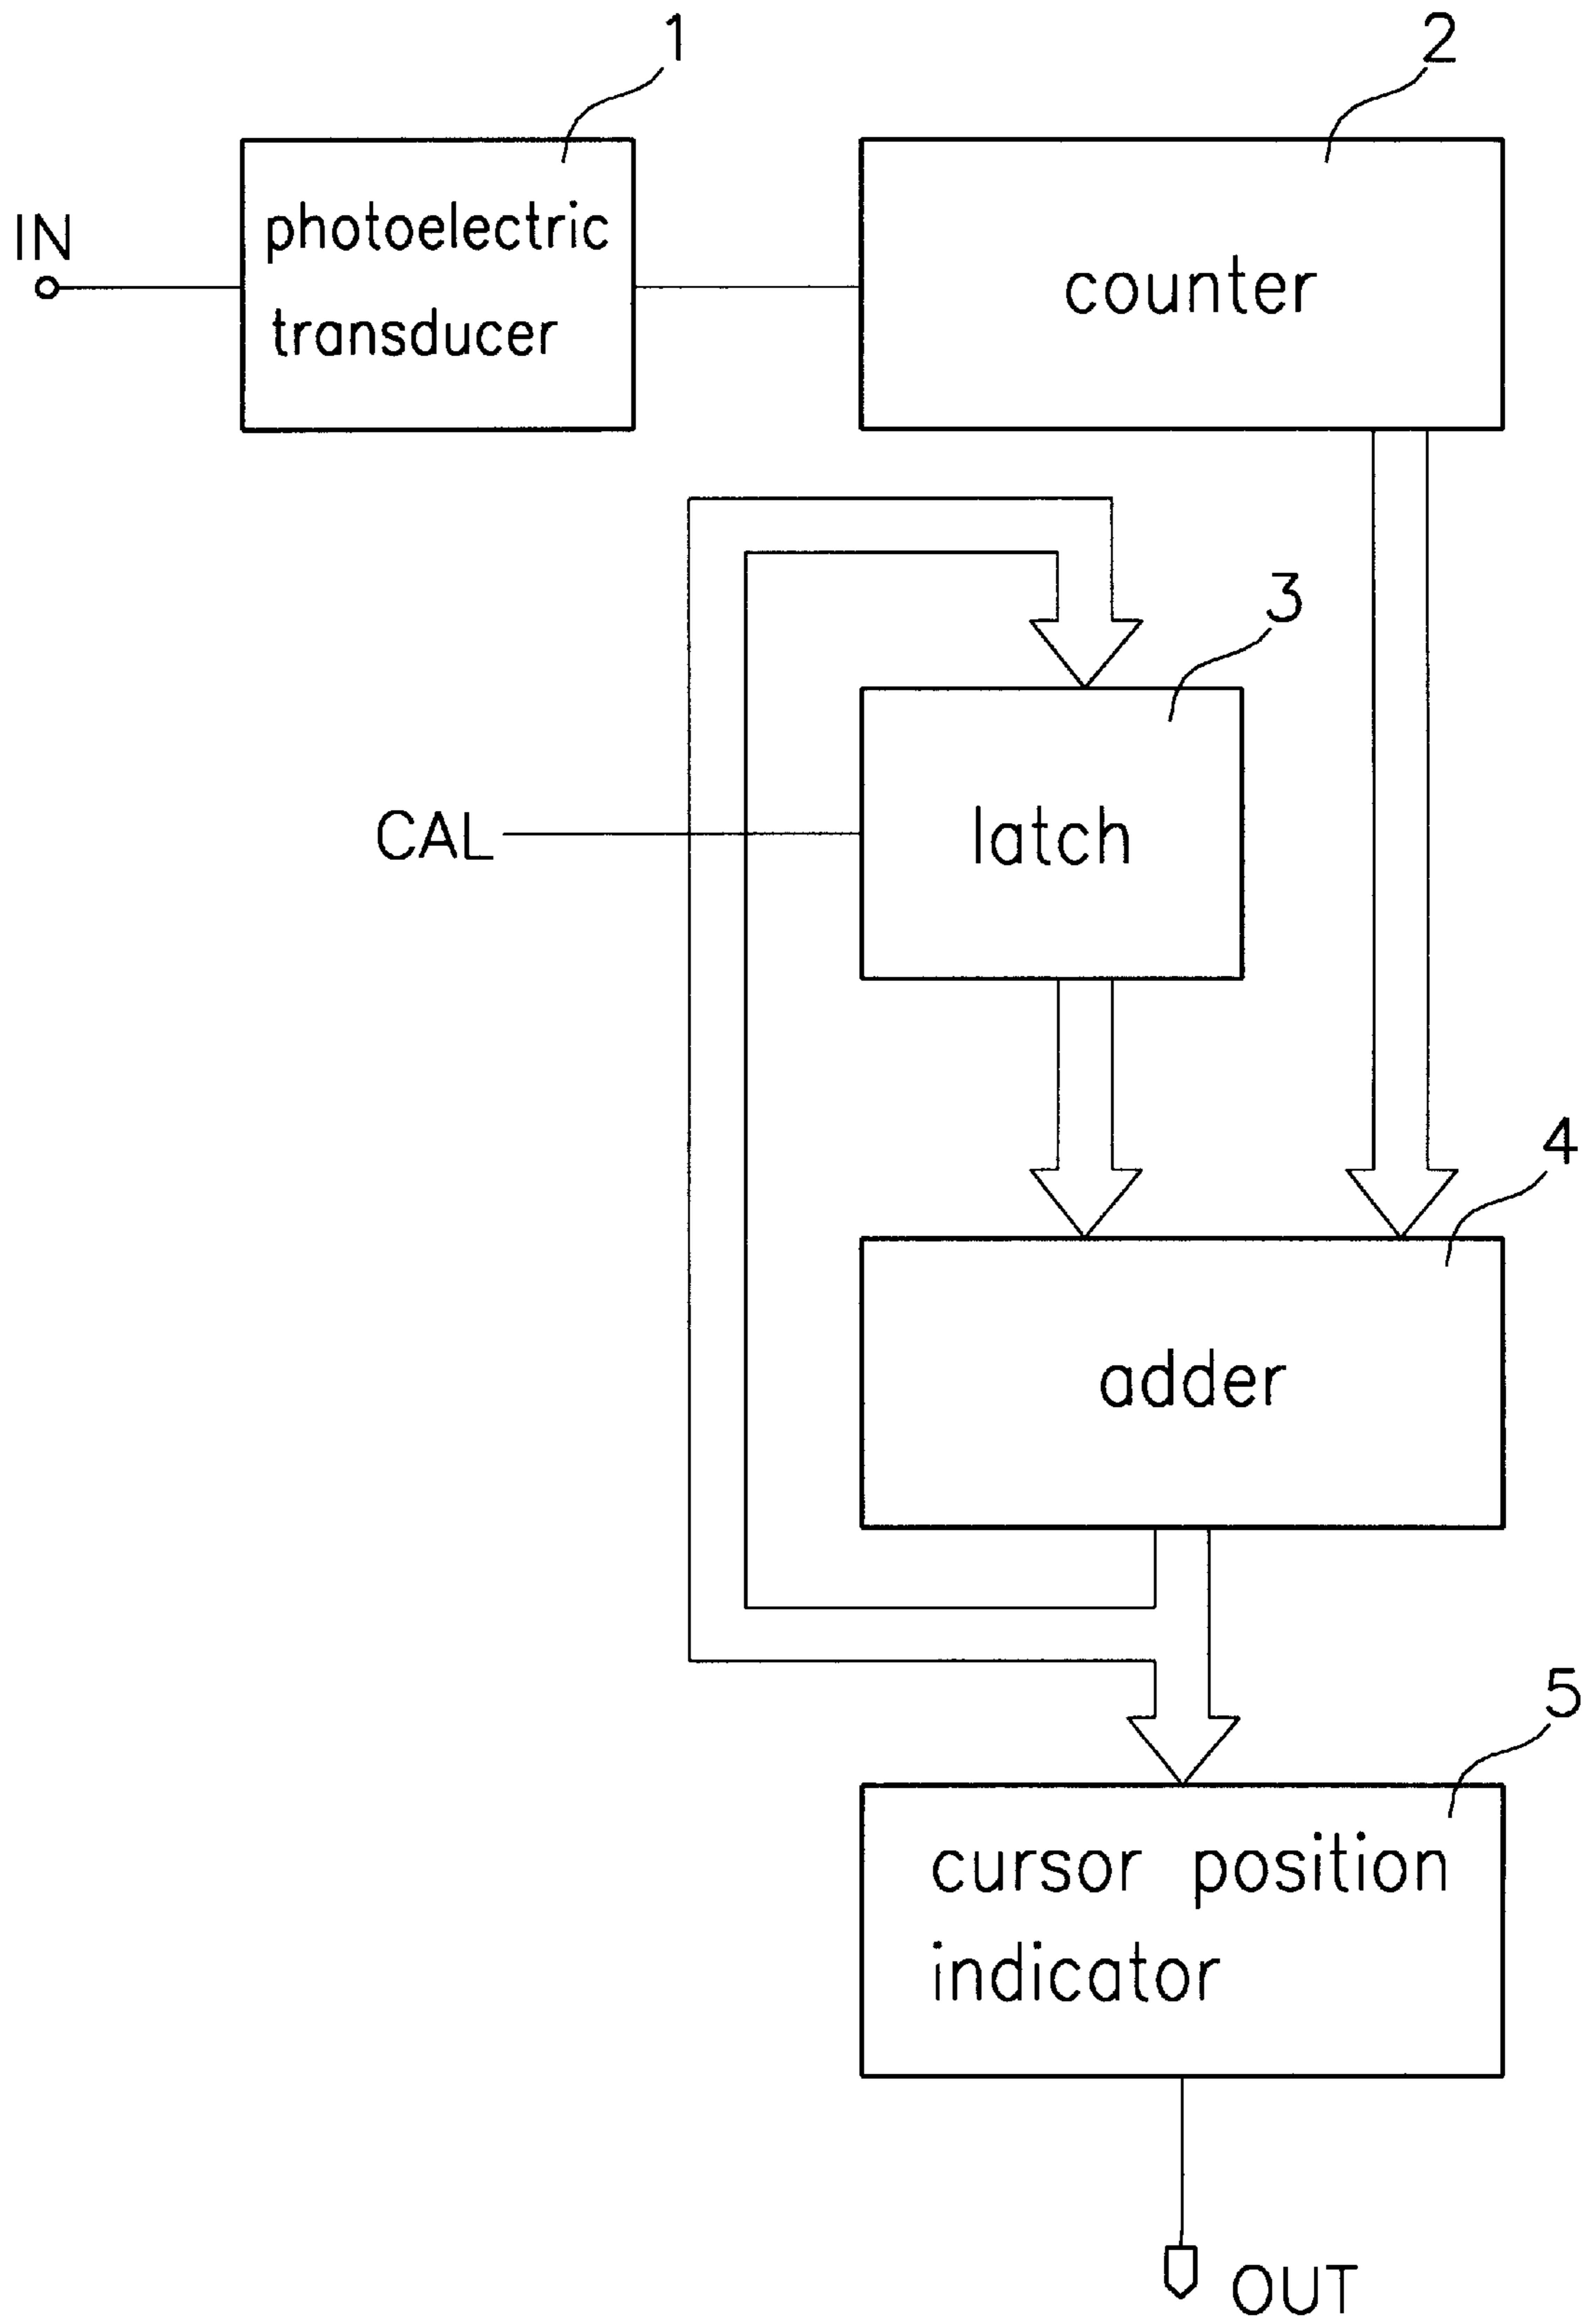 1
2
IN
photoelectric
transducer
counter
3
CAL
latch
4
adder
5
cursor position
indicator
OUT